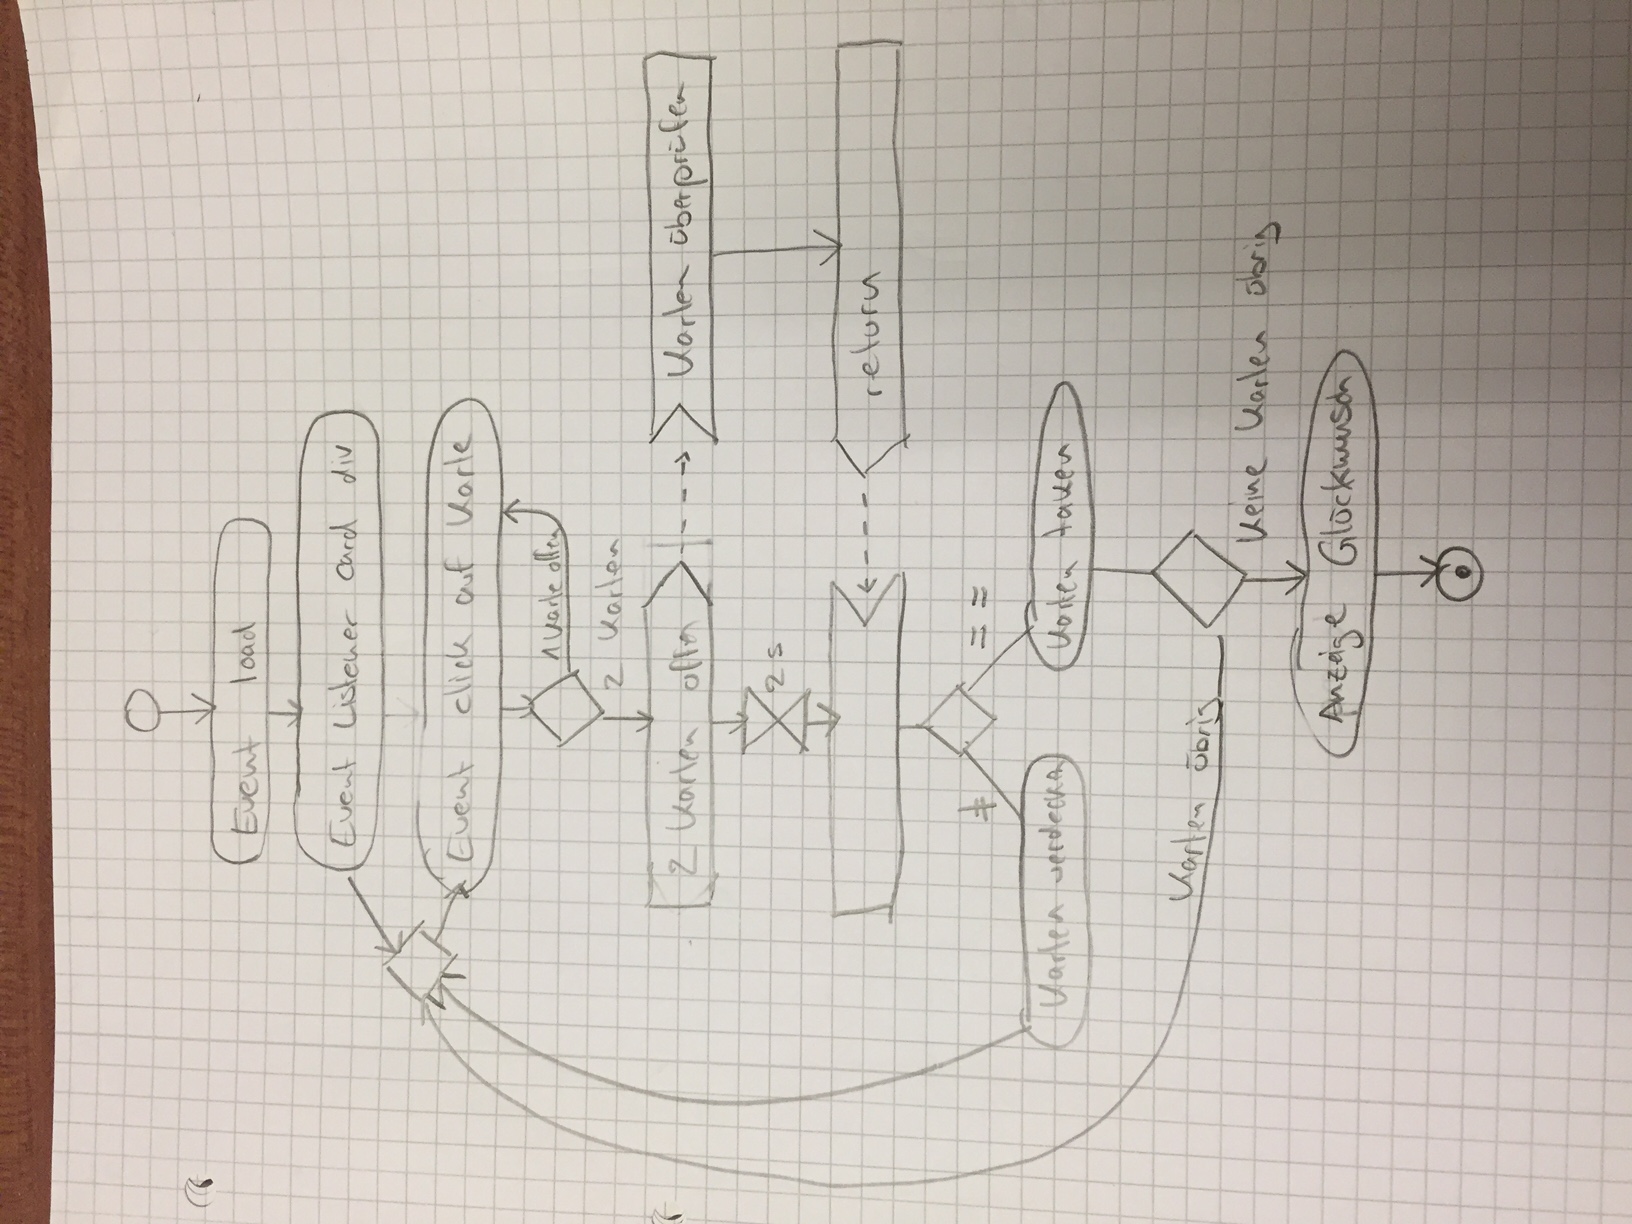 Event load
Event Listener card div
Event click auf Karte
1 Karte offen
2 Karten
2 Karten offen
Karten überprüfen
2 s
return
≠
==
Karten verdecken
Karten taken
Karten übrig
Keine Karten übrig
Anzeige Glückwunsch